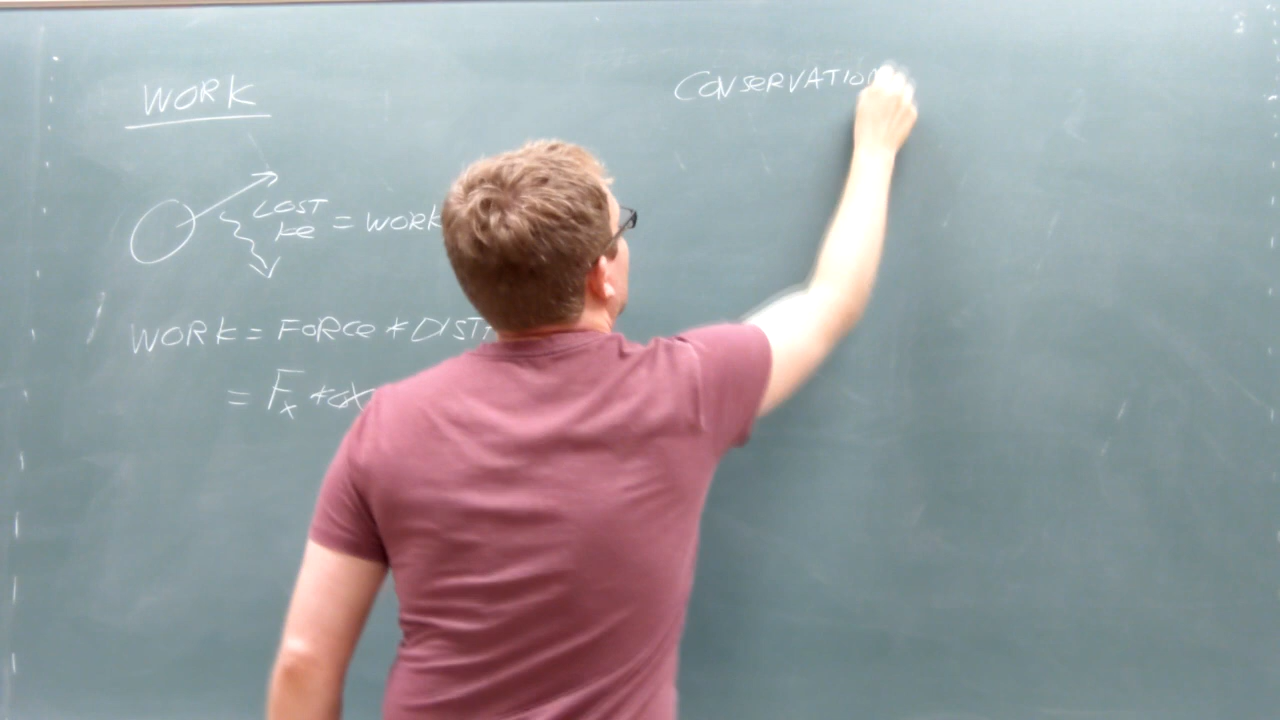 WORK
LOST
KE = WORK
WORK = FORCE * DIST
= Fx * dx
CONSERVATION